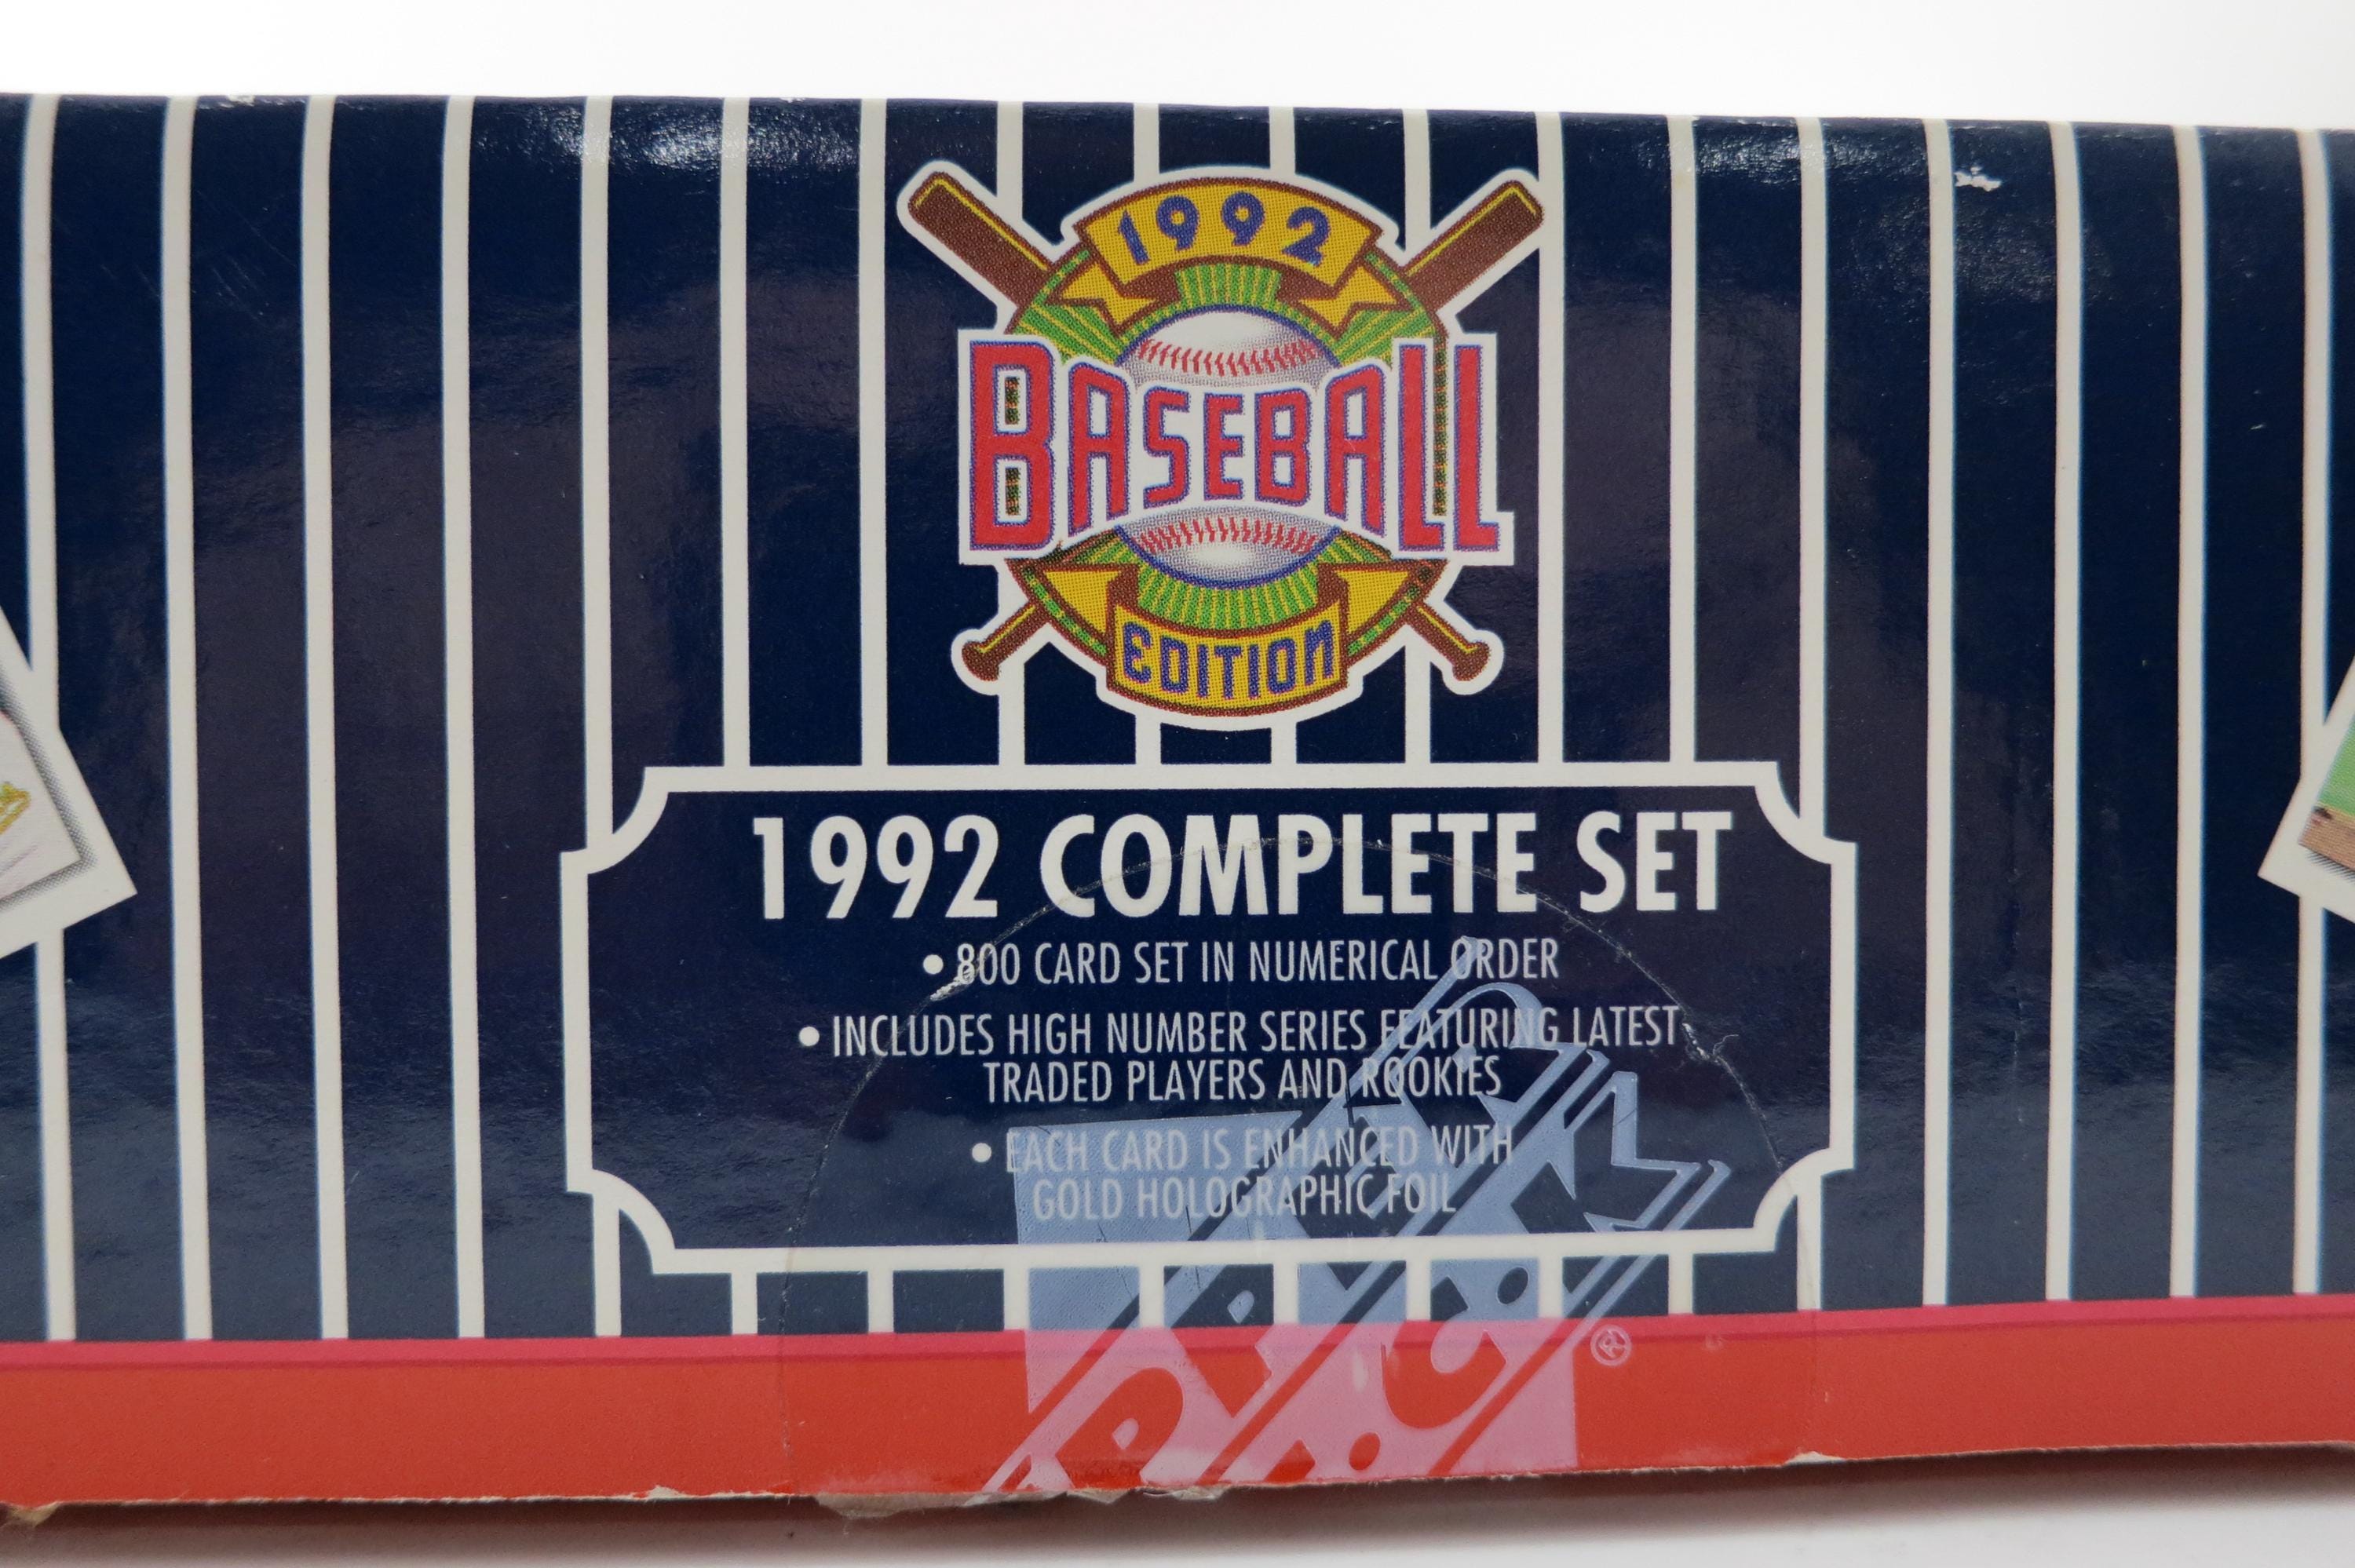 1992
BASEBALL
EDITION
1992 COMPLETE SET
• 800 CARD SET IN NUMERICAL ORDER
• INCLUDES HIGH NUMBER SERIES FEATURING LATEST
TRADED PLAYERS AND ROOKIES
• EACH CARD IS ENHANCED WITH
GOLD HOLOGRAPHIC FOIL
®